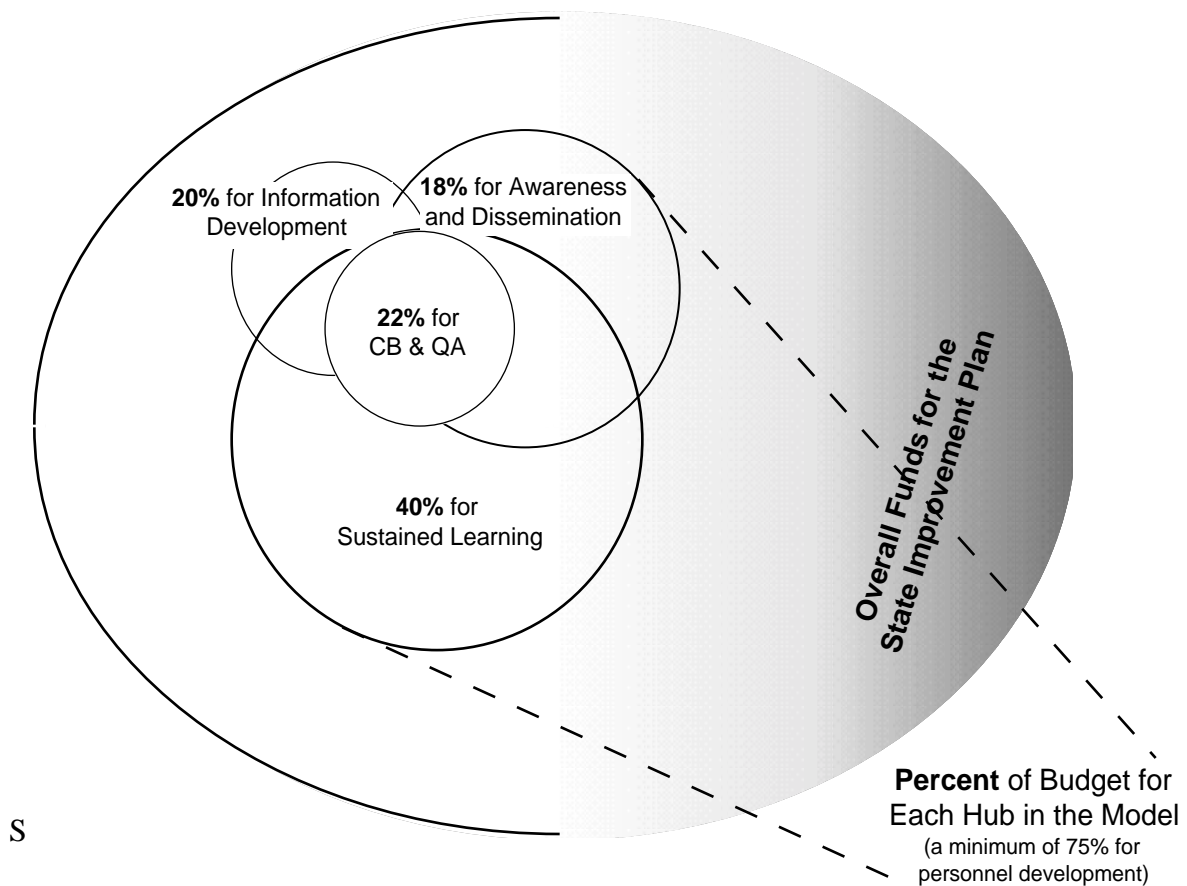 20% for Information
Development
18% for Awareness
and Dissemination
22% for
CB & QA
40% for
Sustained Learning
Overall Funds for the
State Improvement Plan
Percent of Budget for
Each Hub in the Model
(a minimum of 75% for
personnel development)
S